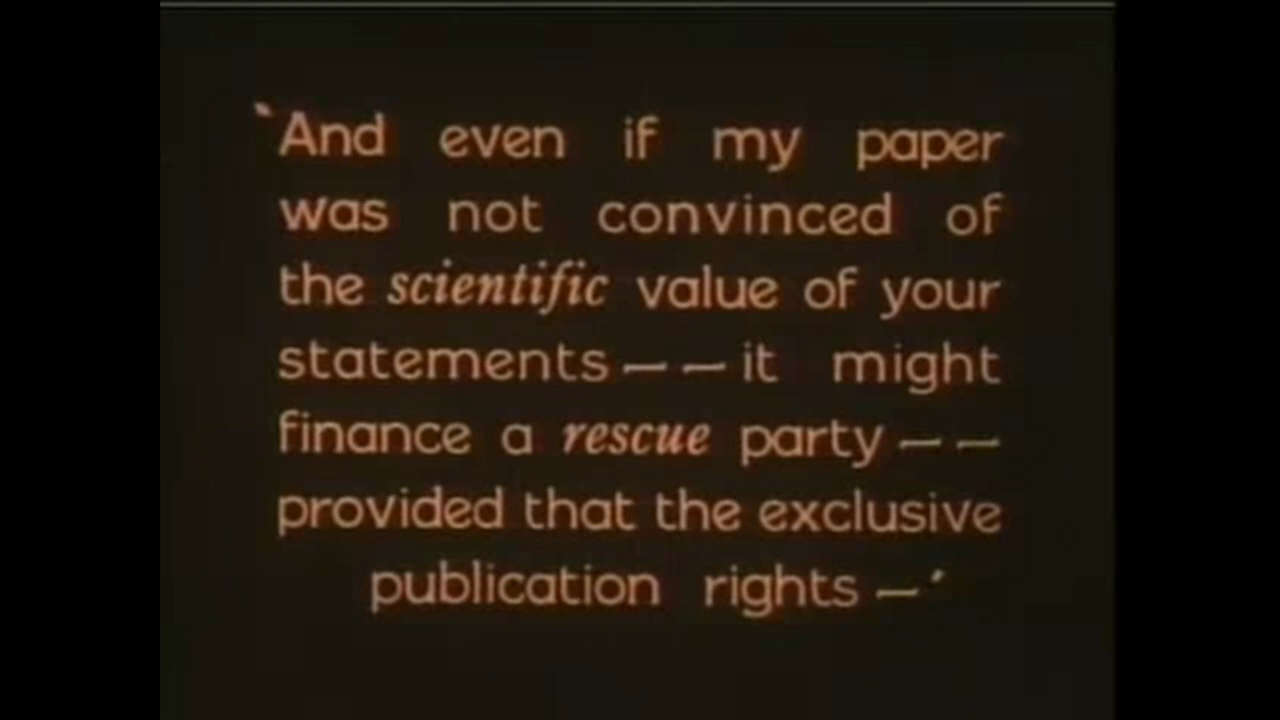 ‵And even if my paper
was not convinced of
the scientific value of your
statements — — it might
finance a rescue party — —
provided that the exclusive
publication rights —′